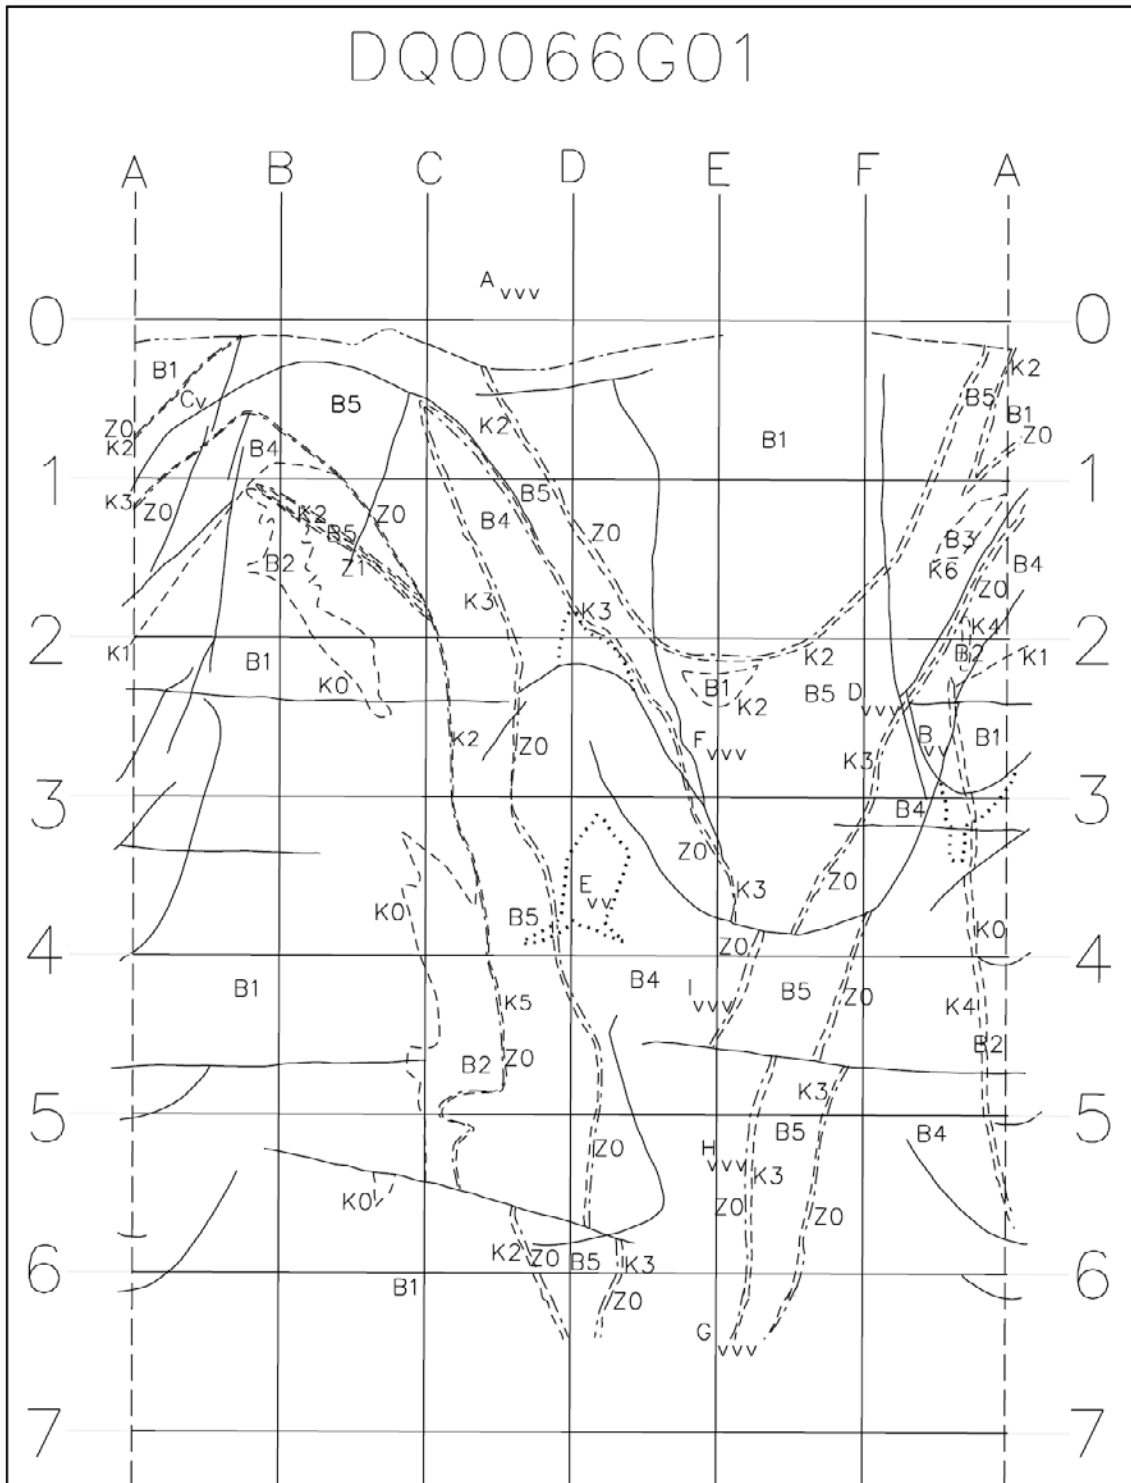 DQ0066G01
A B C D E F A
A vvv
0 0
K2
B1 B5
Cv B5
K2 B1
Z0 B1 Z0
K2 B4
1 1
K3 B5
Z0 K2 Z0 B4 Z0
B5 B3
B2 Z1 K6 B4
Z0
K3 K3
K4
2 2
K1 K2 B2 K1
B1
K0 B1 B5 D vvv
K2
K2 Z0 F vvv B vv B1
K3
3 3
B4
Z0
Z0
E vv K3
K0 B5
Z0 K0
4 4
B4
B1 I vvv B5 Z0
K5 K4
B2 Z0 B2
K3
5 5
B5 B4
Z0 H vvv
K3
K0 Z0 Z0
K2 Z0 B5 K3
6 6
B1
Z0
G vvv
7 7